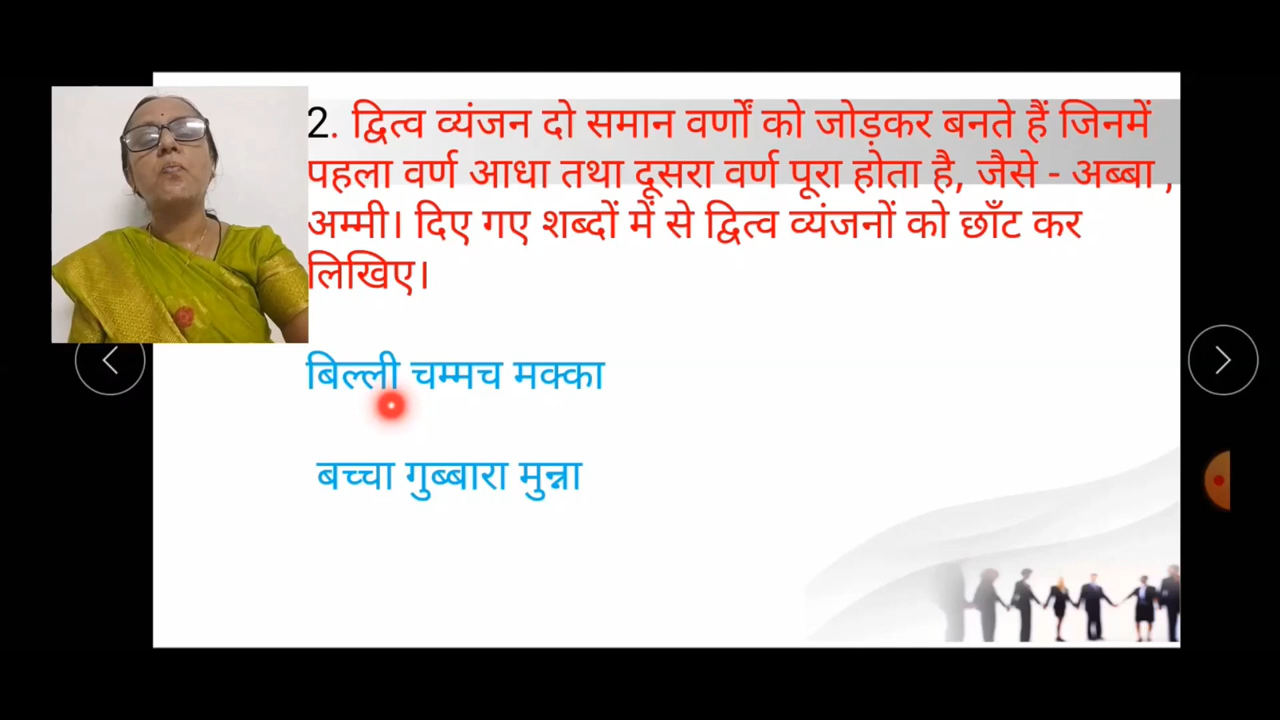 2. द्वित्व व्यंजन दो समान वर्णों को जोड़कर बनते हैं जिनमें
पहला वर्ण आधा तथा दूसरा वर्ण पूरा होता है, जैसे - अब्बा ,
अम्मी। दिए गए शब्दों में से द्वित्व व्यंजनों को छाँट कर
लिखिए।
बिल्ली चम्मच मक्का
बच्चा गुब्बारा मुन्ना